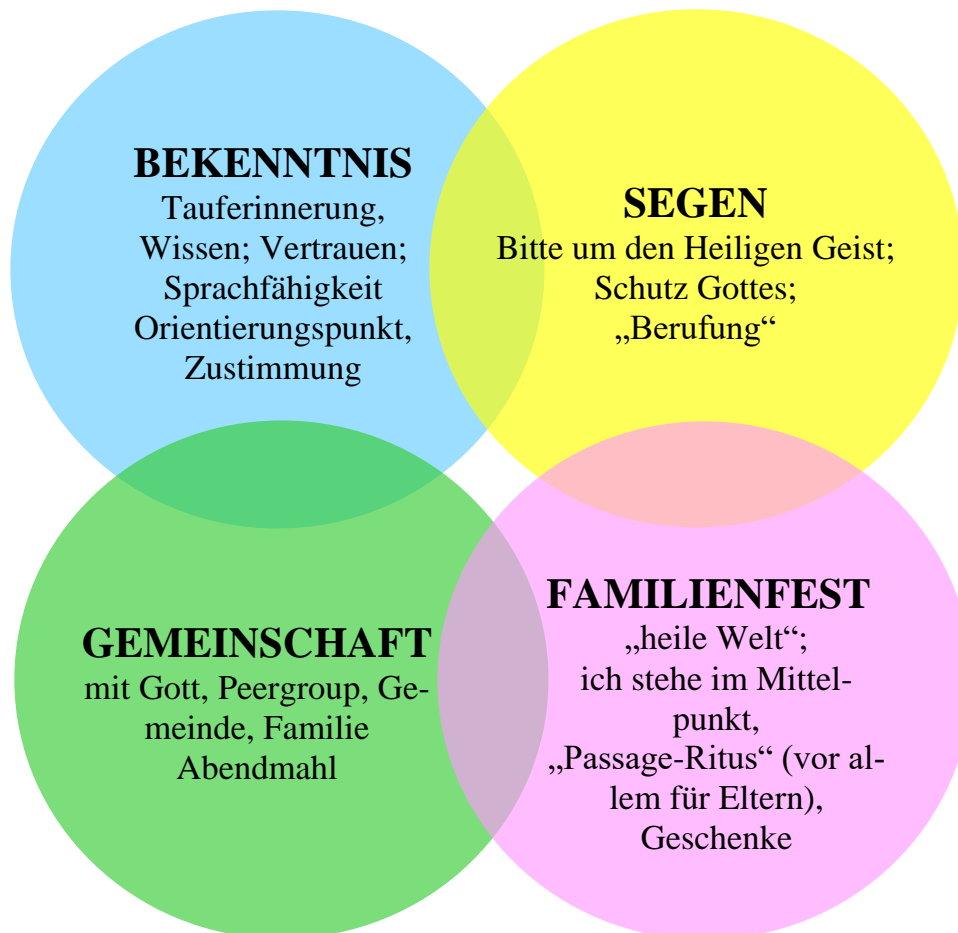 BEKENNTNIS
Tauferinnerung,
Wissen; Vertrauen;
Sprachfähigkeit
Orientierungspunkt,
Zustimmung
SEGEN
Bitte um den Heiligen Geist;
Schutz Gottes;
„Berufung“
GEMEINSCHAFT
mit Gott, Peergroup, Ge-
meinde, Familie
Abendmahl
FAMILIENFEST
„heile Welt“;
ich stehe im Mittel-
punkt,
„Passage-Ritus“ (vor al-
lem für Eltern),
Geschenke